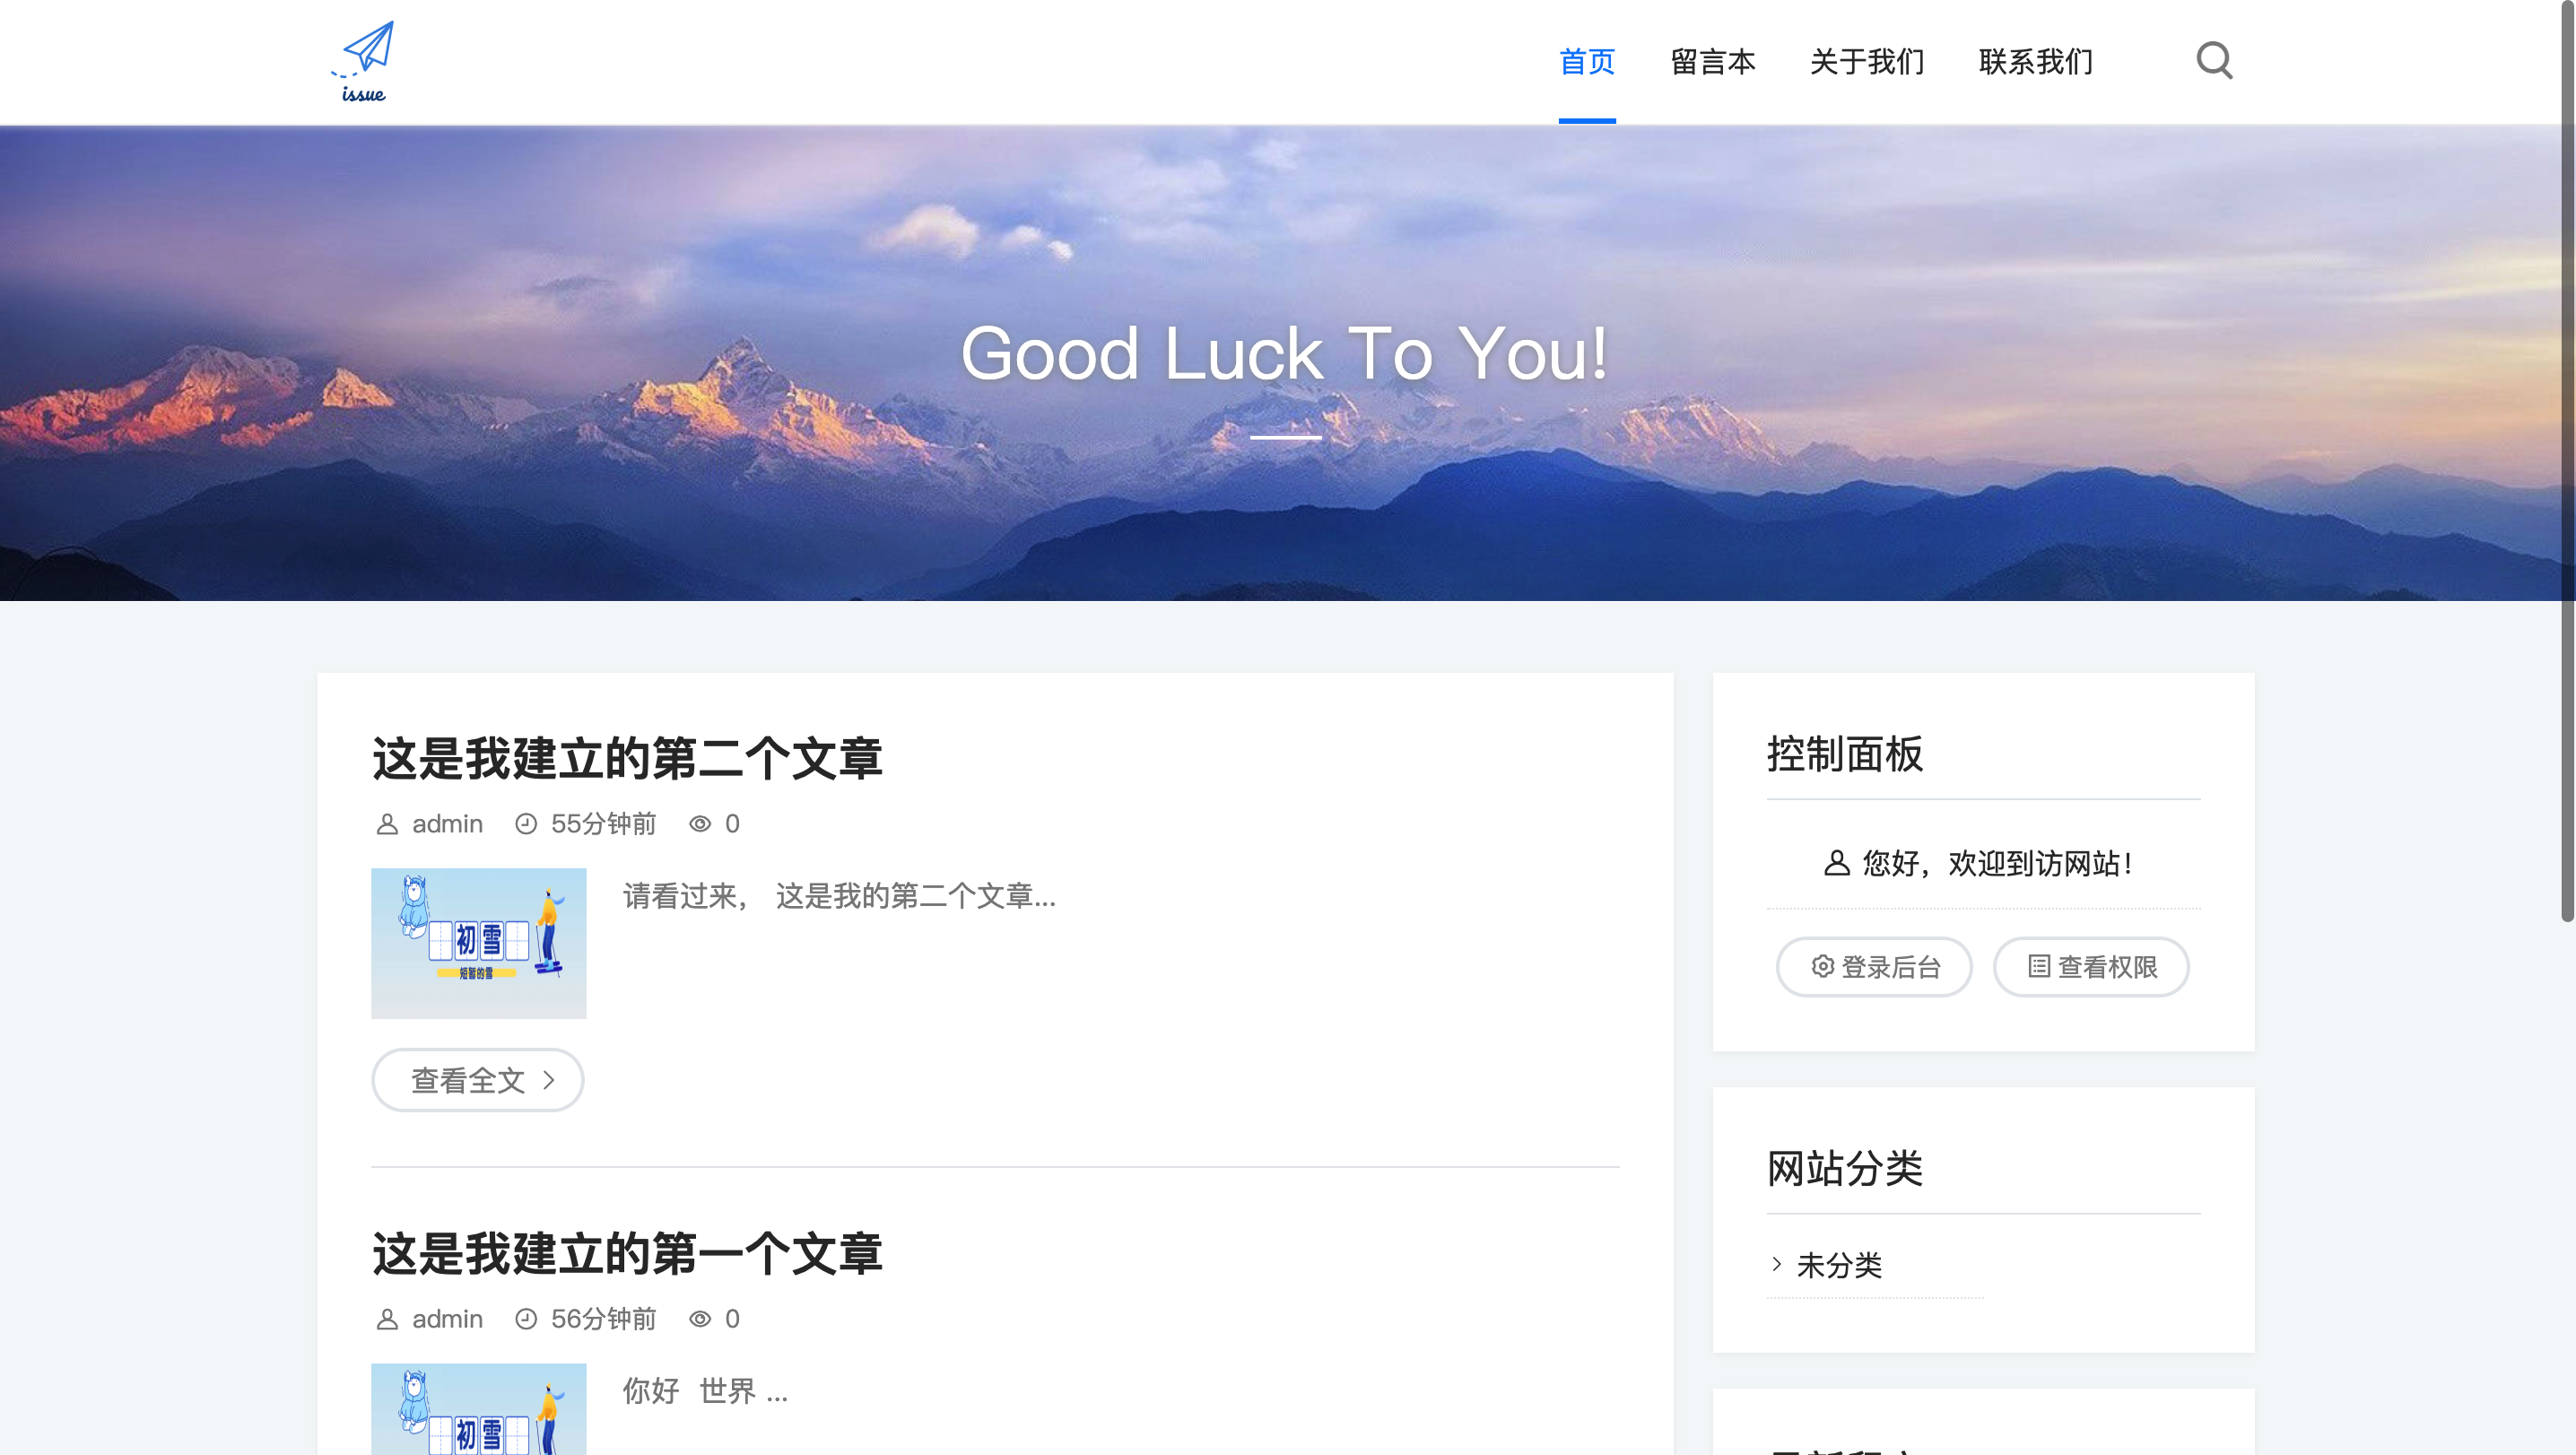 issue
首页 留言本 关于我们 联系我们
Good Luck To You!
这是我建立的第二个文章
admin 55分钟前 0
初雪
短暂的雪
请看过来， 这是我的第二个文章...
查看全文
这是我建立的第一个文章
admin 56分钟前 0
初雪
你好 世界 ...
控制面板
您好，欢迎到访网站！
登录后台 查看权限
网站分类
未分类